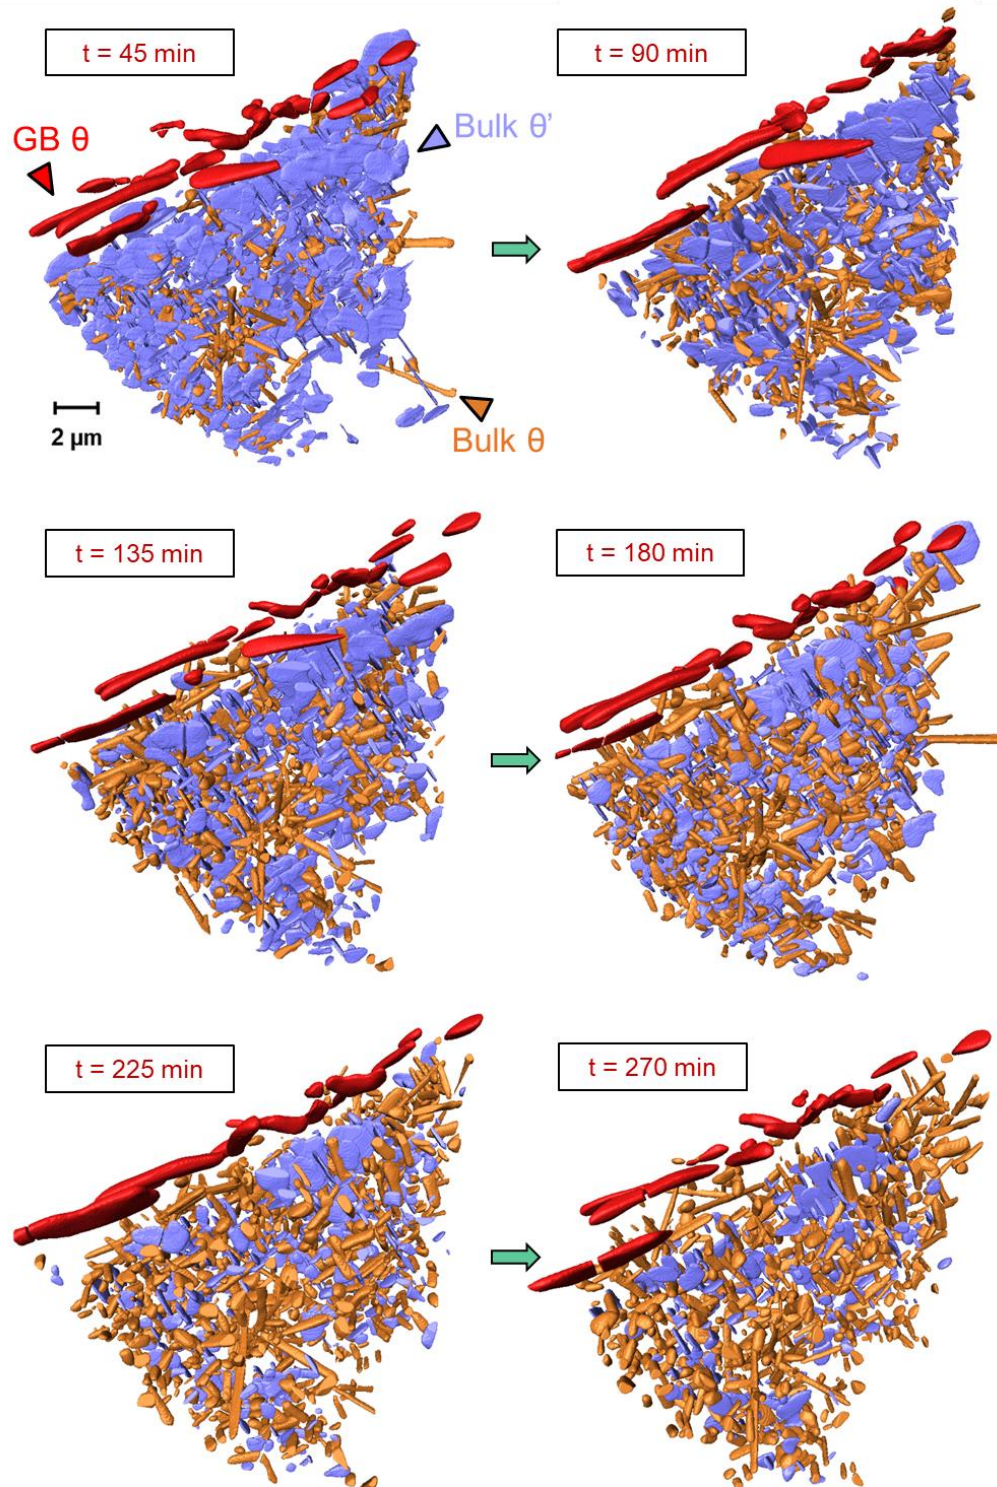 t = 45 min
t = 90 min
GB θ
Bulk θ’
2 µm
Bulk θ
t = 135 min
t = 180 min
t = 225 min
t = 270 min